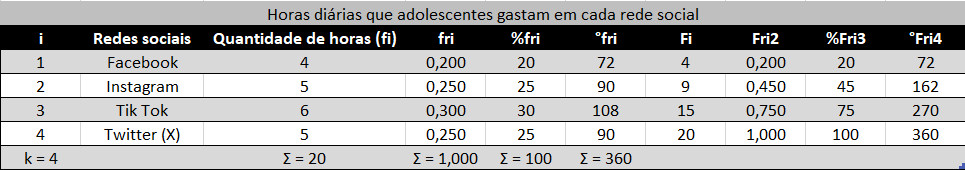 Horas diárias que adolescentes gastam em cada rede social
i Redes sociais Quantidade de horas (fi) fri %fri °fri Fi Fri2 %Fri3 °Fri4
1 Facebook 4 0,200 20 72 4 0,200 20 72
2 Instagram 5 0,250 25 90 9 0,450 45 162
3 Tik Tok 6 0,300 30 108 15 0,750 75 270
4 Twitter (X) 5 0,250 25 90 20 1,000 100 360
k = 4 Σ = 20 Σ = 1,000 Σ = 100 Σ = 360